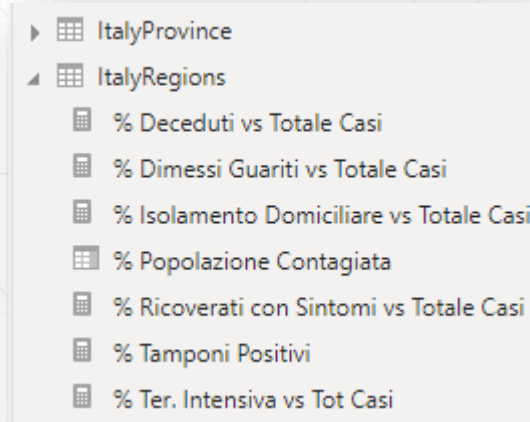 ItalyProvince
ItalyRegions
% Deceduti vs Totale Casi
% Dimessi Guariti vs Totale Casi
% Isolamento Domiciliare vs Totale Casi
% Popolazione Contagiata
% Ricoverati con Sintomi vs Totale Casi
% Tamponi Positivi
% Ter. Intensiva vs Tot Casi